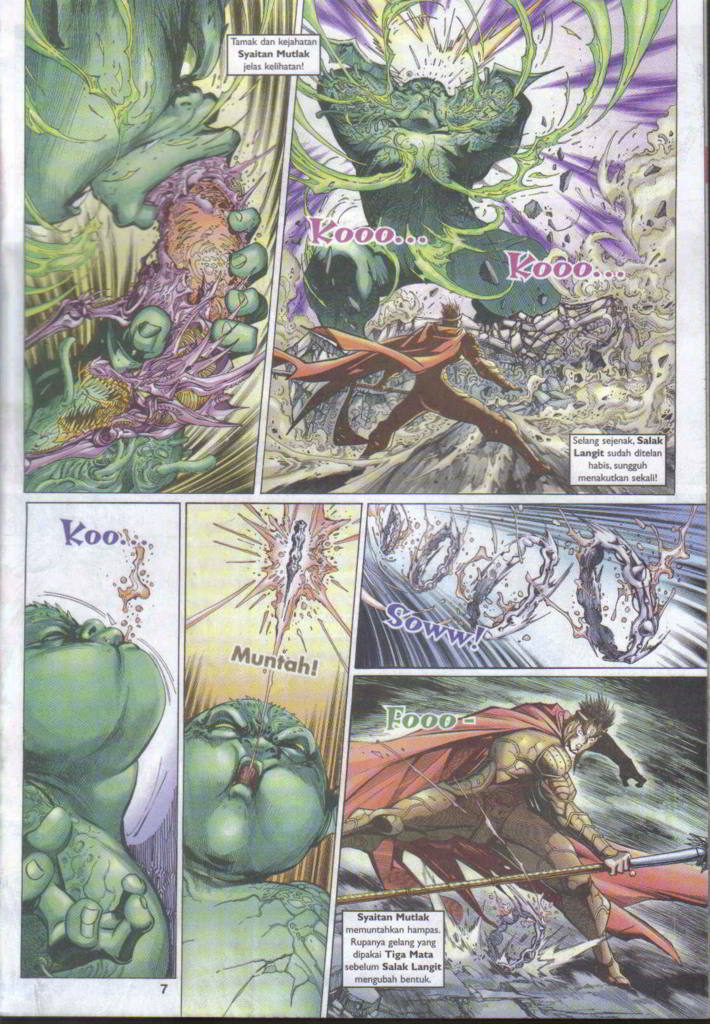 Tamak dan kejahatan
Syaitan Mutlak
jelas kelihatan!
Kooo...
Kooo...
Selang sejenak, Salak
Langit sudah ditelan
habis, sungguh
menakutkan sekali!
Koo...
Muntah!
Soww!
Fooo-
Syaitan Mutlak
memuntahkan hampas.
Rupanya gelang yang
dipakai Tiga Mata
sebelum Salak Langit
mengubah bentuk.
7